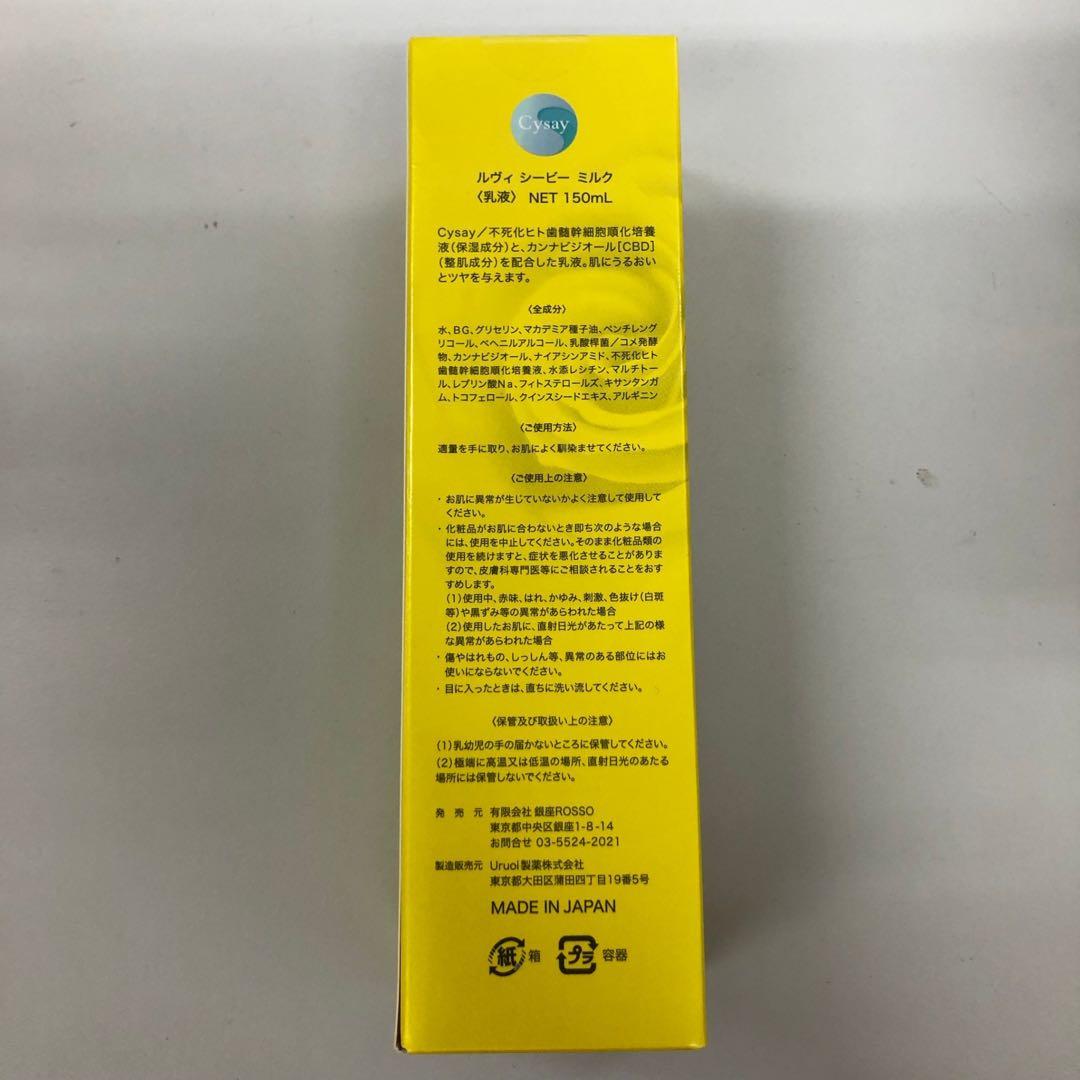 Cysay
ルヴィ シービー ミルク
〈乳液〉 NET 150mL
Cysay／不死化ヒト歯髄幹細胞順化培養
液(保湿成分)と、カンナビジオール[CBD]
(整肌成分)を配合した乳液。肌にうるおい
とツヤを与えます。
〈全成分〉
水、BG、グリセリン、マカデミア種子油、ペンチレング
リコール、ベヘニルアルコール、乳酸桿菌／コメ発酵
物、カンナビジオール、ナイアシンアミド、不死化ヒト
歯髄幹細胞順化培養液、水添レシチン、マルチトー
ル、レブリン酸Na、フィトステロールズ、キサンタンガ
ム、トコフェロール、クインスシードエキス、アルギニン
〈ご使用方法〉
適量を手に取り、お肌によく馴染ませてください。
〈ご使用上の注意〉
・お肌に異常が生じていないかよく注意して使用して
ください。
・化粧品がお肌に合わないとき即ち次のような場合
には、使用を中止してください。そのまま化粧品類の
使用を続けますと、症状を悪化させることがありま
すので、皮膚科専門医等にご相談されることをおす
すめします。
(1)使用中、赤味、はれ、かゆみ、刺激、色抜け(白斑
等)や黒ずみ等の異常があらわれた場合
(2)使用したお肌に、直射日光があたって上記の様
な異常があらわれた場合
・傷やはれもの、しっしん等、異常のある部位にはお
使いにならないでください。
・目に入ったときは、直ちに洗い流してください。
〈保管及び取扱い上の注意〉
(1)乳幼児の手の届かないところに保管してください。
(2)極端に高温又は低温の場所、直射日光のあたる
場所には保管しないでください。
発売元 有限会社 銀座ROSSO
東京都中央区銀座1-8-14
お問合せ 03-5524-2021
製造販売元 Uruoi製薬株式会社
東京都大田区蒲田四丁目19番5号
MADE IN JAPAN
紙 箱 プラ 容器